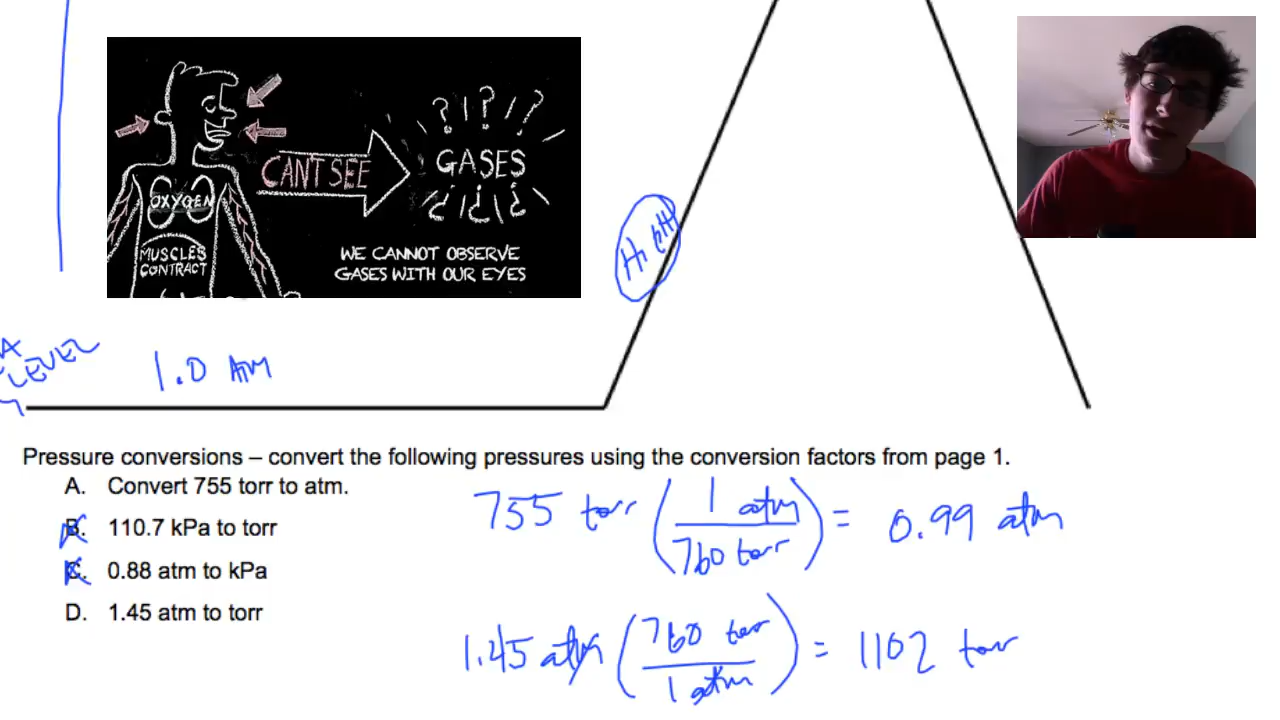 OXYGEN
MUSCLES
CONTRACT
CAN'T SEE
? ! ? ! ?
GASES
¿ ¡ ¿ ¡ ¿
WE CANNOT OBSERVE
GASES WITH OUR EYES
LEVEL
1.0 ATM
Pressure conversions – convert the following pressures using the conversion factors from page 1.
A. Convert 755 torr to atm.
B. 110.7 kPa to torr
C. 0.88 atm to kPa
D. 1.45 atm to torr
755 torr (1 atm / 760 torr) = 0.99 atm
1.45 atm (760 torr / 1 atm) = 1102 torr